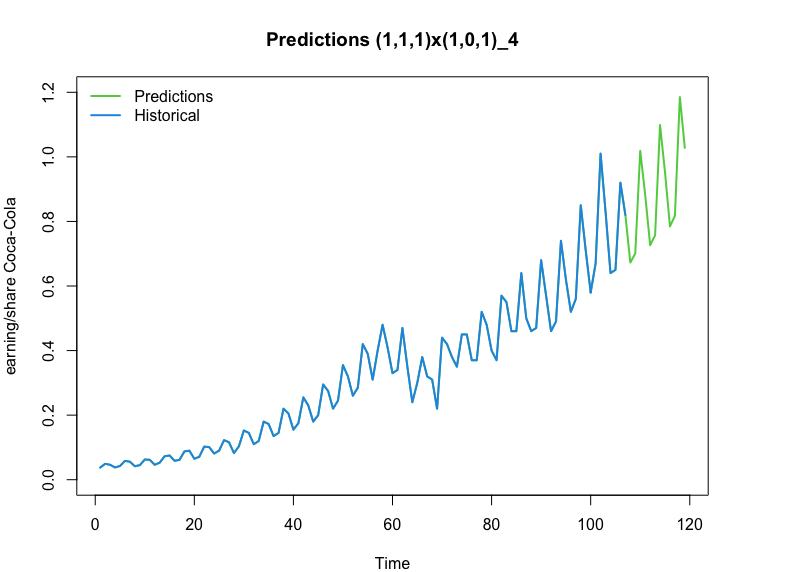 Predictions (1,1,1)x(1,0,1)_4
Predictions
Historical
earning/share Coca-Cola
1.2
1.0
0.8
0.6
0.4
0.2
0.0
0 20 40 60 80 100 120
Time